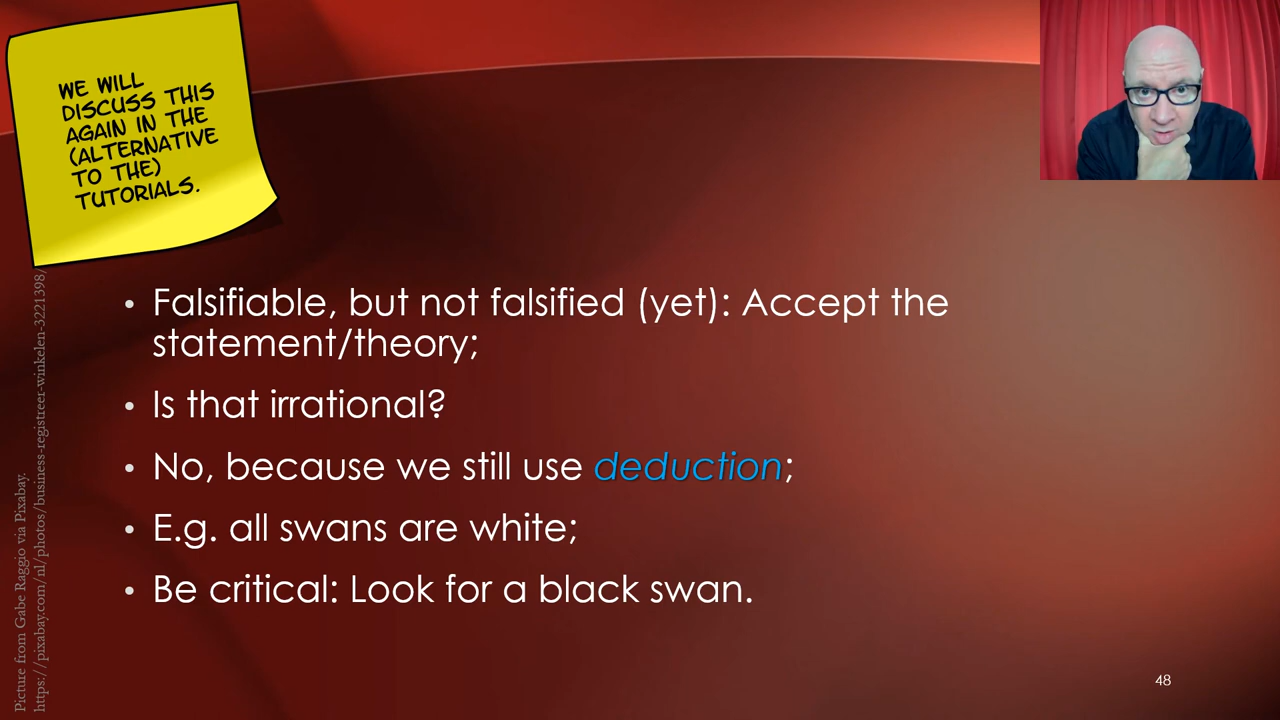 WE WILL
DISCUSS THIS
AGAIN IN THE
(ALTERNATIVE
TO THE)
TUTORIALS.
• Falsifiable, but not falsified (yet): Accept the
statement/theory;
• Is that irrational?
• No, because we still use deduction;
• E.g. all swans are white;
• Be critical: Look for a black swan.
Picture from Gabe Raggio via Pixabay.
https://pixabay.com/nl/photos/business-registreer-winkelen-3221398/
48